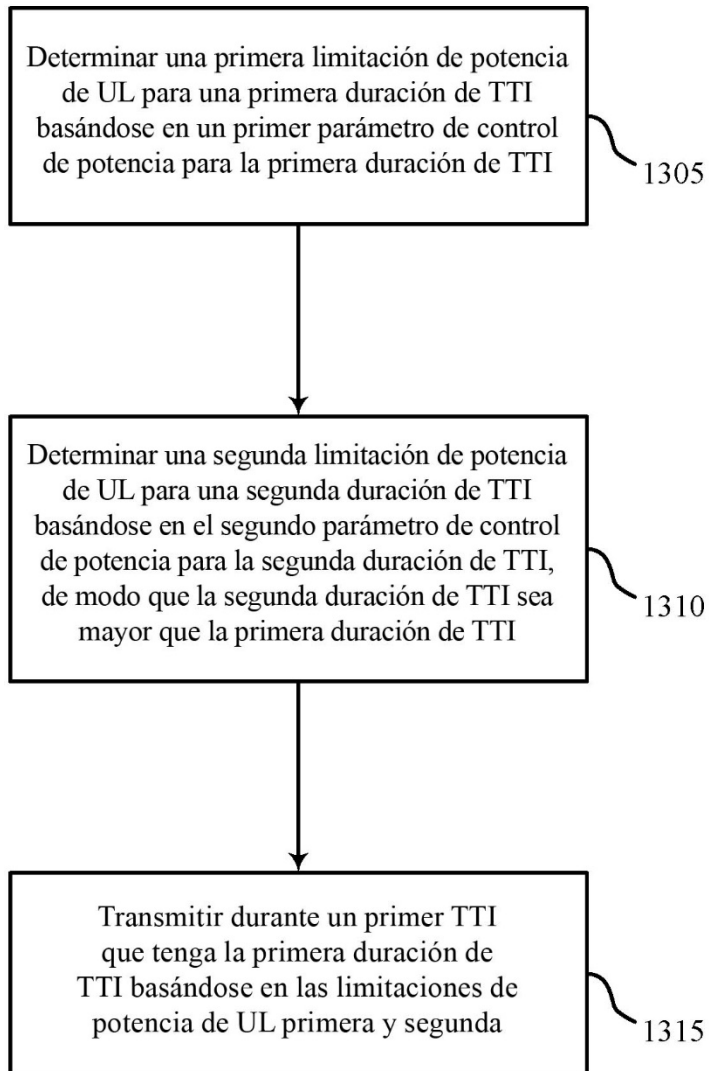 Determinar una primera limitación de potencia
de UL para una primera duración de TTI
basándose en un primer parámetro de control
de potencia para la primera duración de TTI
1305
Determinar una segunda limitación de potencia
de UL para una segunda duración de TTI
basándose en el segundo parámetro de control
de potencia para la segunda duración de TTI,
de modo que la segunda duración de TTI sea
mayor que la primera duración de TTI
1310
Transmitir durante un primer TTI
que tenga la primera duración de
TTI basándose en las limitaciones de
potencia de UL primera y segunda
1315